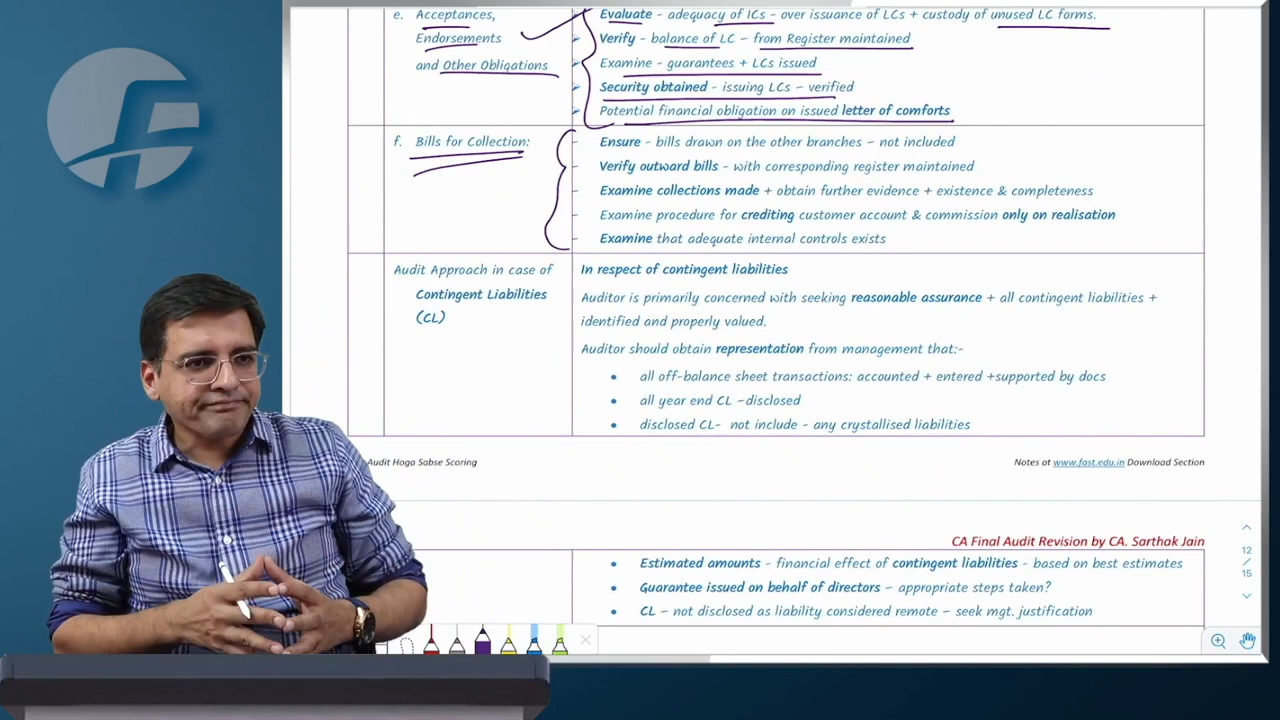 e. Acceptances,
Endorsements
and Other Obligations
Evaluate - adequacy of ICs - over issuance of LCs + custody of unused LC forms.
Verify - balance of LC – from Register maintained
Examine - guarantees + LCs issued
Security obtained - issuing LCs – verified
Potential financial obligation on issued letter of comforts
f. Bills for Collection:
Ensure - bills drawn on the other branches – not included
Verify outward bills - with corresponding register maintained
Examine collections made + obtain further evidence + existence & completeness
Examine procedure for crediting customer account & commission only on realisation
Examine that adequate internal controls exists
Audit Approach in case of
Contingent Liabilities
(CL)
In respect of contingent liabilities
Auditor is primarily concerned with seeking reasonable assurance + all contingent liabilities +
identified and properly valued.
Auditor should obtain representation from management that:-
• all off-balance sheet transactions: accounted + entered +supported by docs
• all year end CL –disclosed
• disclosed CL- not include - any crystallised liabilities
Audit Hoga Sabse Scoring
Notes at www.fast.edu.in Download Section
CA Final Audit Revision by CA. Sarthak Jain
• Estimated amounts - financial effect of contingent liabilities - based on best estimates
• Guarantee issued on behalf of directors – appropriate steps taken?
• CL – not disclosed as liability considered remote – seek mgt. justification
12
/
15